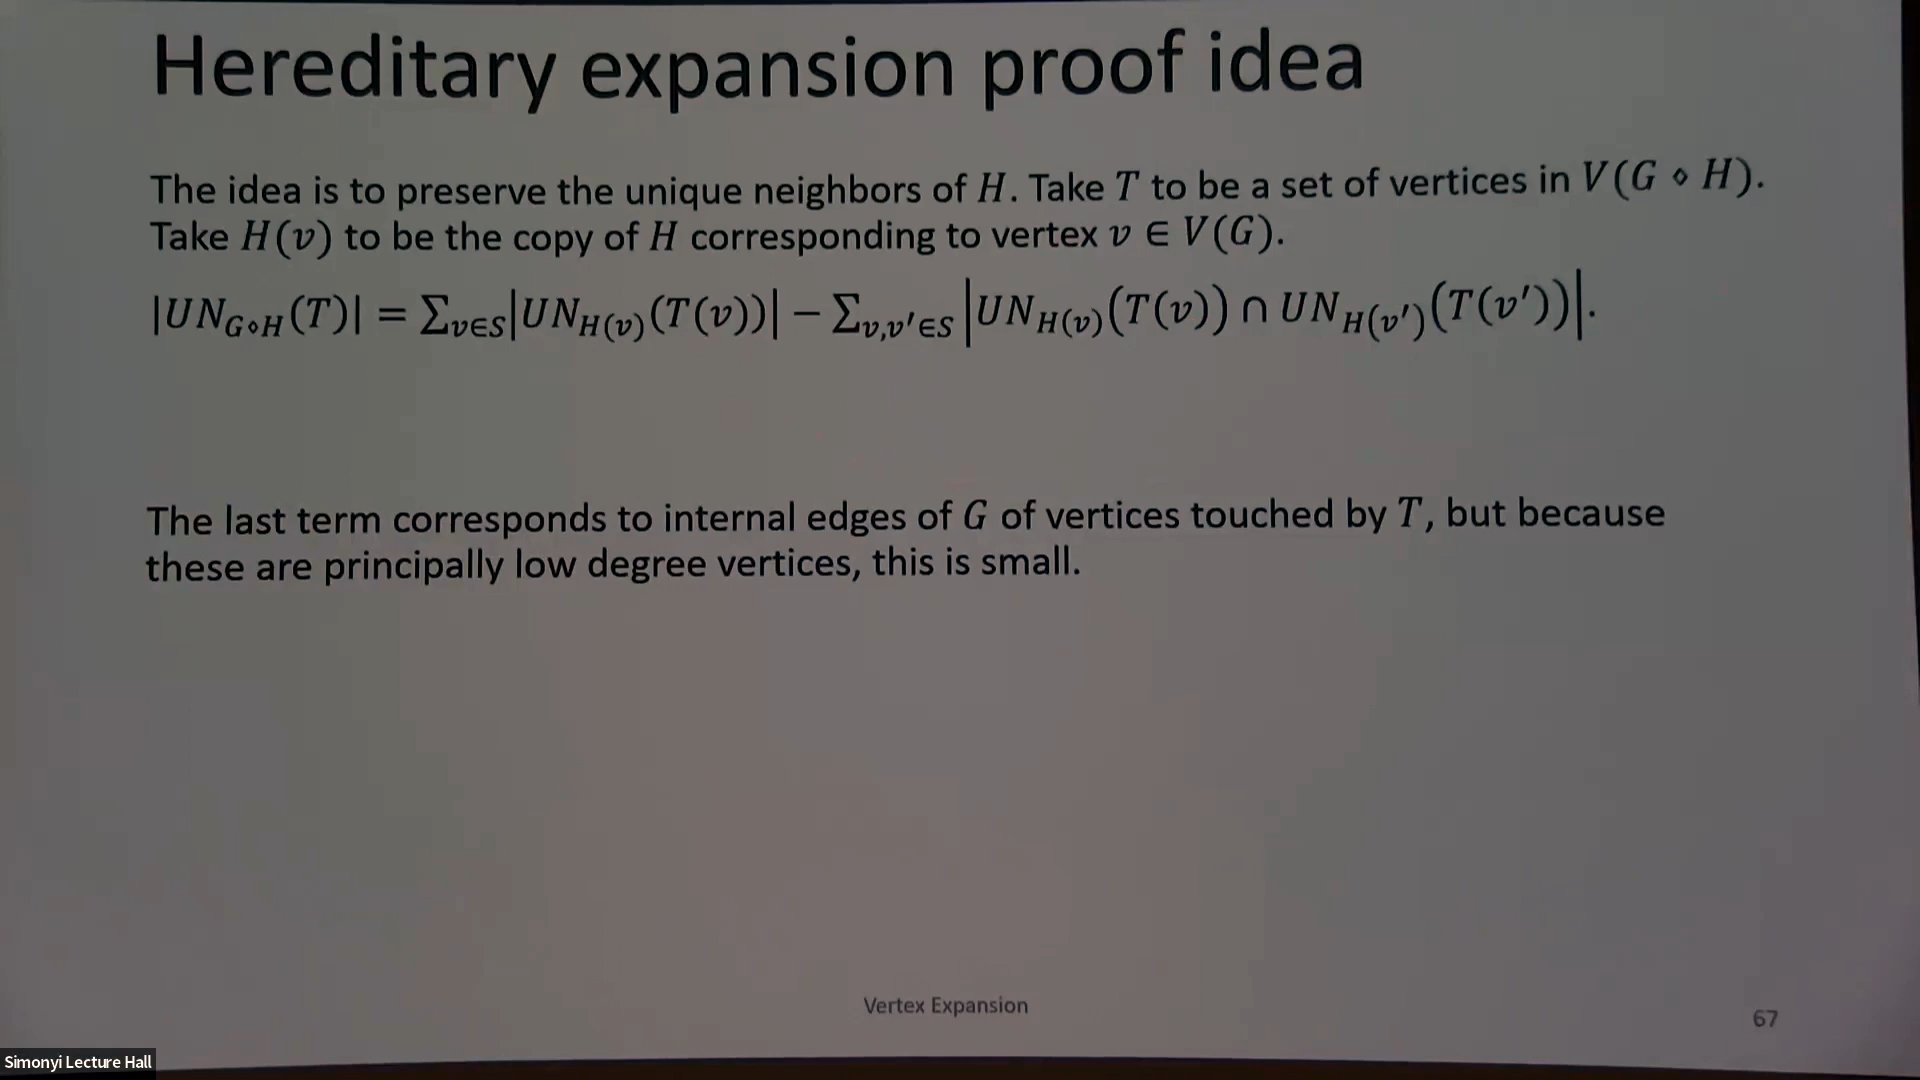 Hereditary expansion proof idea
The idea is to preserve the unique neighbors of H. Take T to be a set of vertices in V(G ⋄ H).
Take H(v) to be the copy of H corresponding to vertex v ∈ V(G).
|UN_{G⋄H}(T)| = ∑_{v∈S}|UN_{H(v)}(T(v))| − ∑_{v,v′∈S}|UN_{H(v)}(T(v)) ∩ UN_{H(v′)}(T(v′))|.
The last term corresponds to internal edges of G of vertices touched by T, but because
these are principally low degree vertices, this is small.
Vertex Expansion
67
Simonyi Lecture Hall